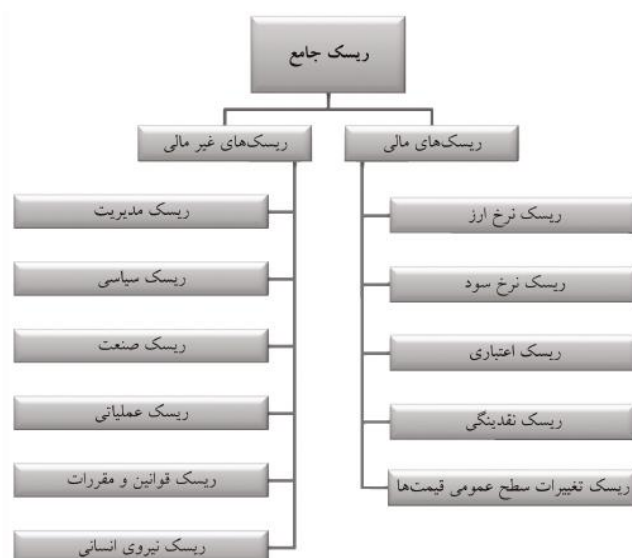 ریسک جامع
ریسک‌های مالی
ریسک نرخ ارز
ریسک نرخ سود
ریسک اعتباری
ریسک نقدینگی
ریسک تغییرات سطح عمومی قیمت‌ها
ریسک‌های غیر مالی
ریسک مدیریت
ریسک سیاسی
ریسک صنعت
ریسک عملیاتی
ریسک قوانین و مقررات
ریسک نیروی انسانی